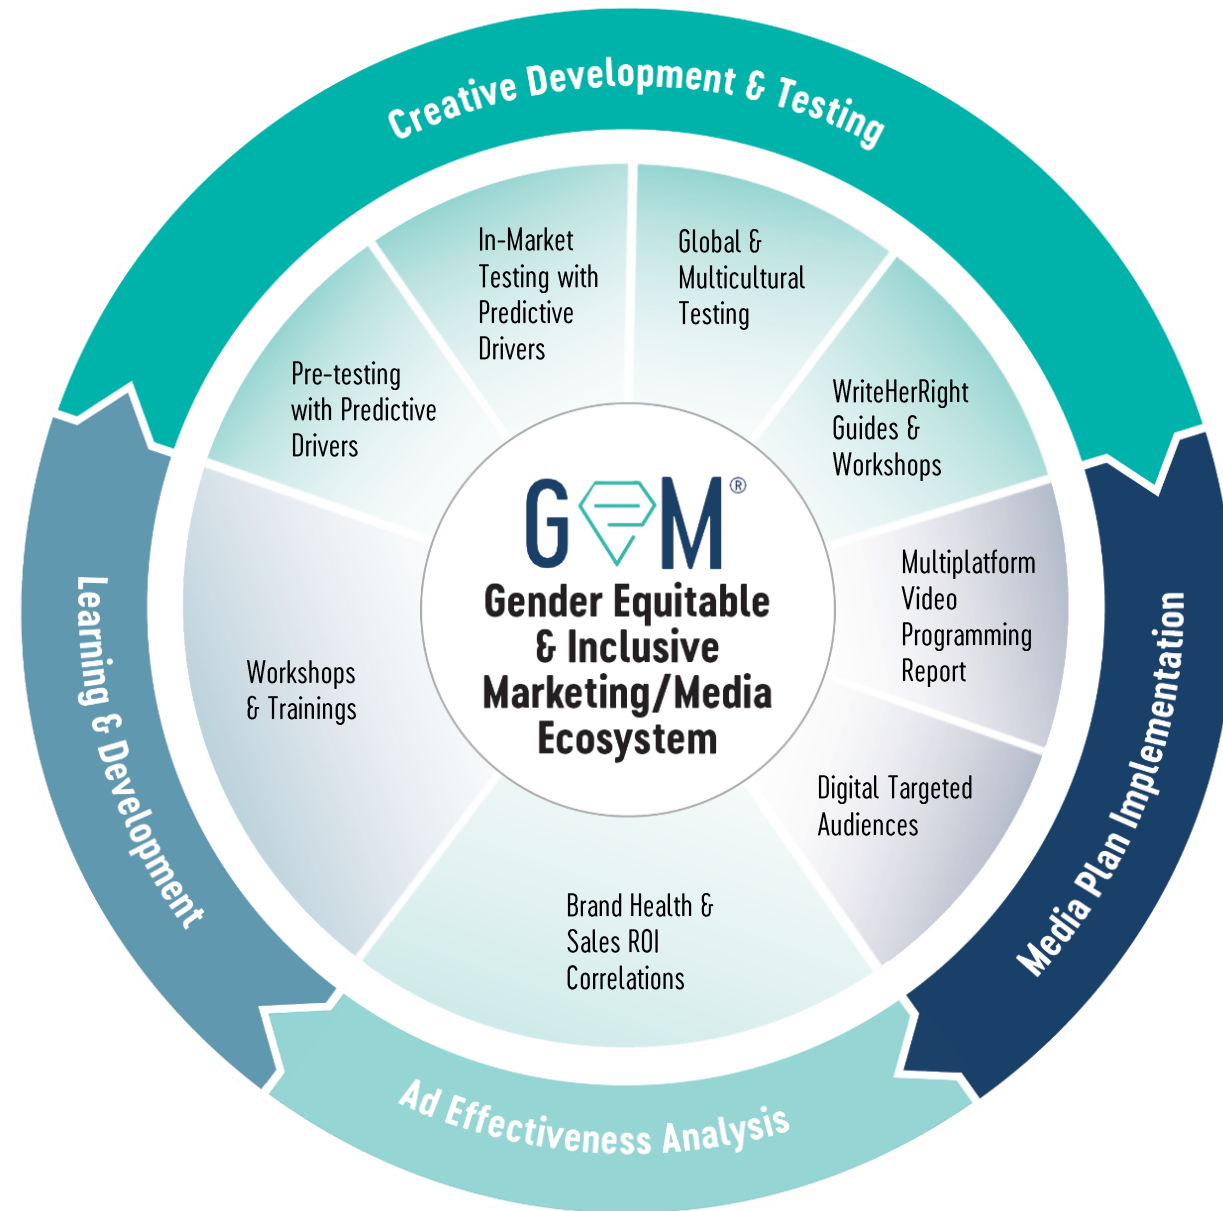 Creative Development & Testing
In-Market
Testing with
Predictive
Drivers
Global &
Multicultural
Testing
Pre-testing
with Predictive
Drivers
WriteHerRight
Guides &
Workshops
GEM®
Gender Equitable
& Inclusive
Marketing/Media
Ecosystem
Multiplatform
Video
Programming
Report
Media Plan Implementation
Digital Targeted
Audiences
Brand Health &
Sales ROI
Correlations
Ad Effectiveness Analysis
Workshops
& Trainings
Learning & Development